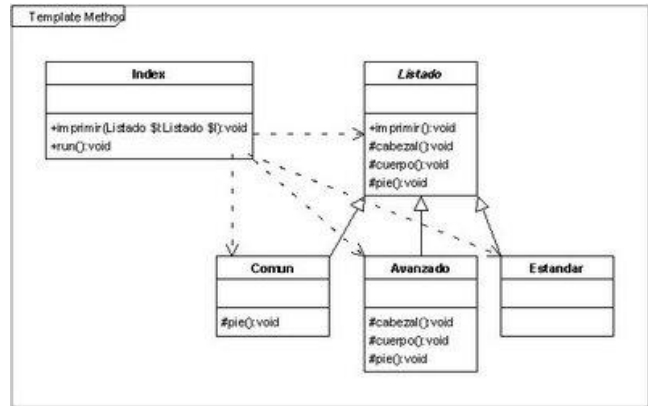 Template Method
Index
+imprimir(Listado $l:Listado $l):void
+run():void
Listado
+imprimir():void
#cabezal():void
#cuerpo():void
#pie():void
Comun
#pie():void
Avanzado
#cabezal():void
#cuerpo():void
#pie():void
Estandar